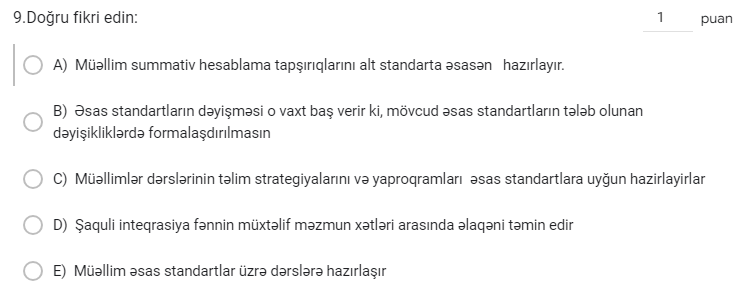 9.Doğru fikri edin:
1 puan
A) Müəllim summativ hesablama tapşırıqlarını alt standarta əsasən hazırlayır.
B) Əsas standartların dəyişməsi o vaxt baş verir ki, mövcud əsas standartların tələb olunan
dəyişikliklərdə formalaşdırılmasın
C) Müəllimlər dərslərinin təlim strategiyalarını və yaproqramları əsas standartlara uyğun hazirlayirlar
D) Şaquli inteqrasiya fənnin müxtəlif məzmun xətləri arasında əlaqəni təmin edir
E) Müəllim əsas standartlar üzrə dərslərə hazırlaşır